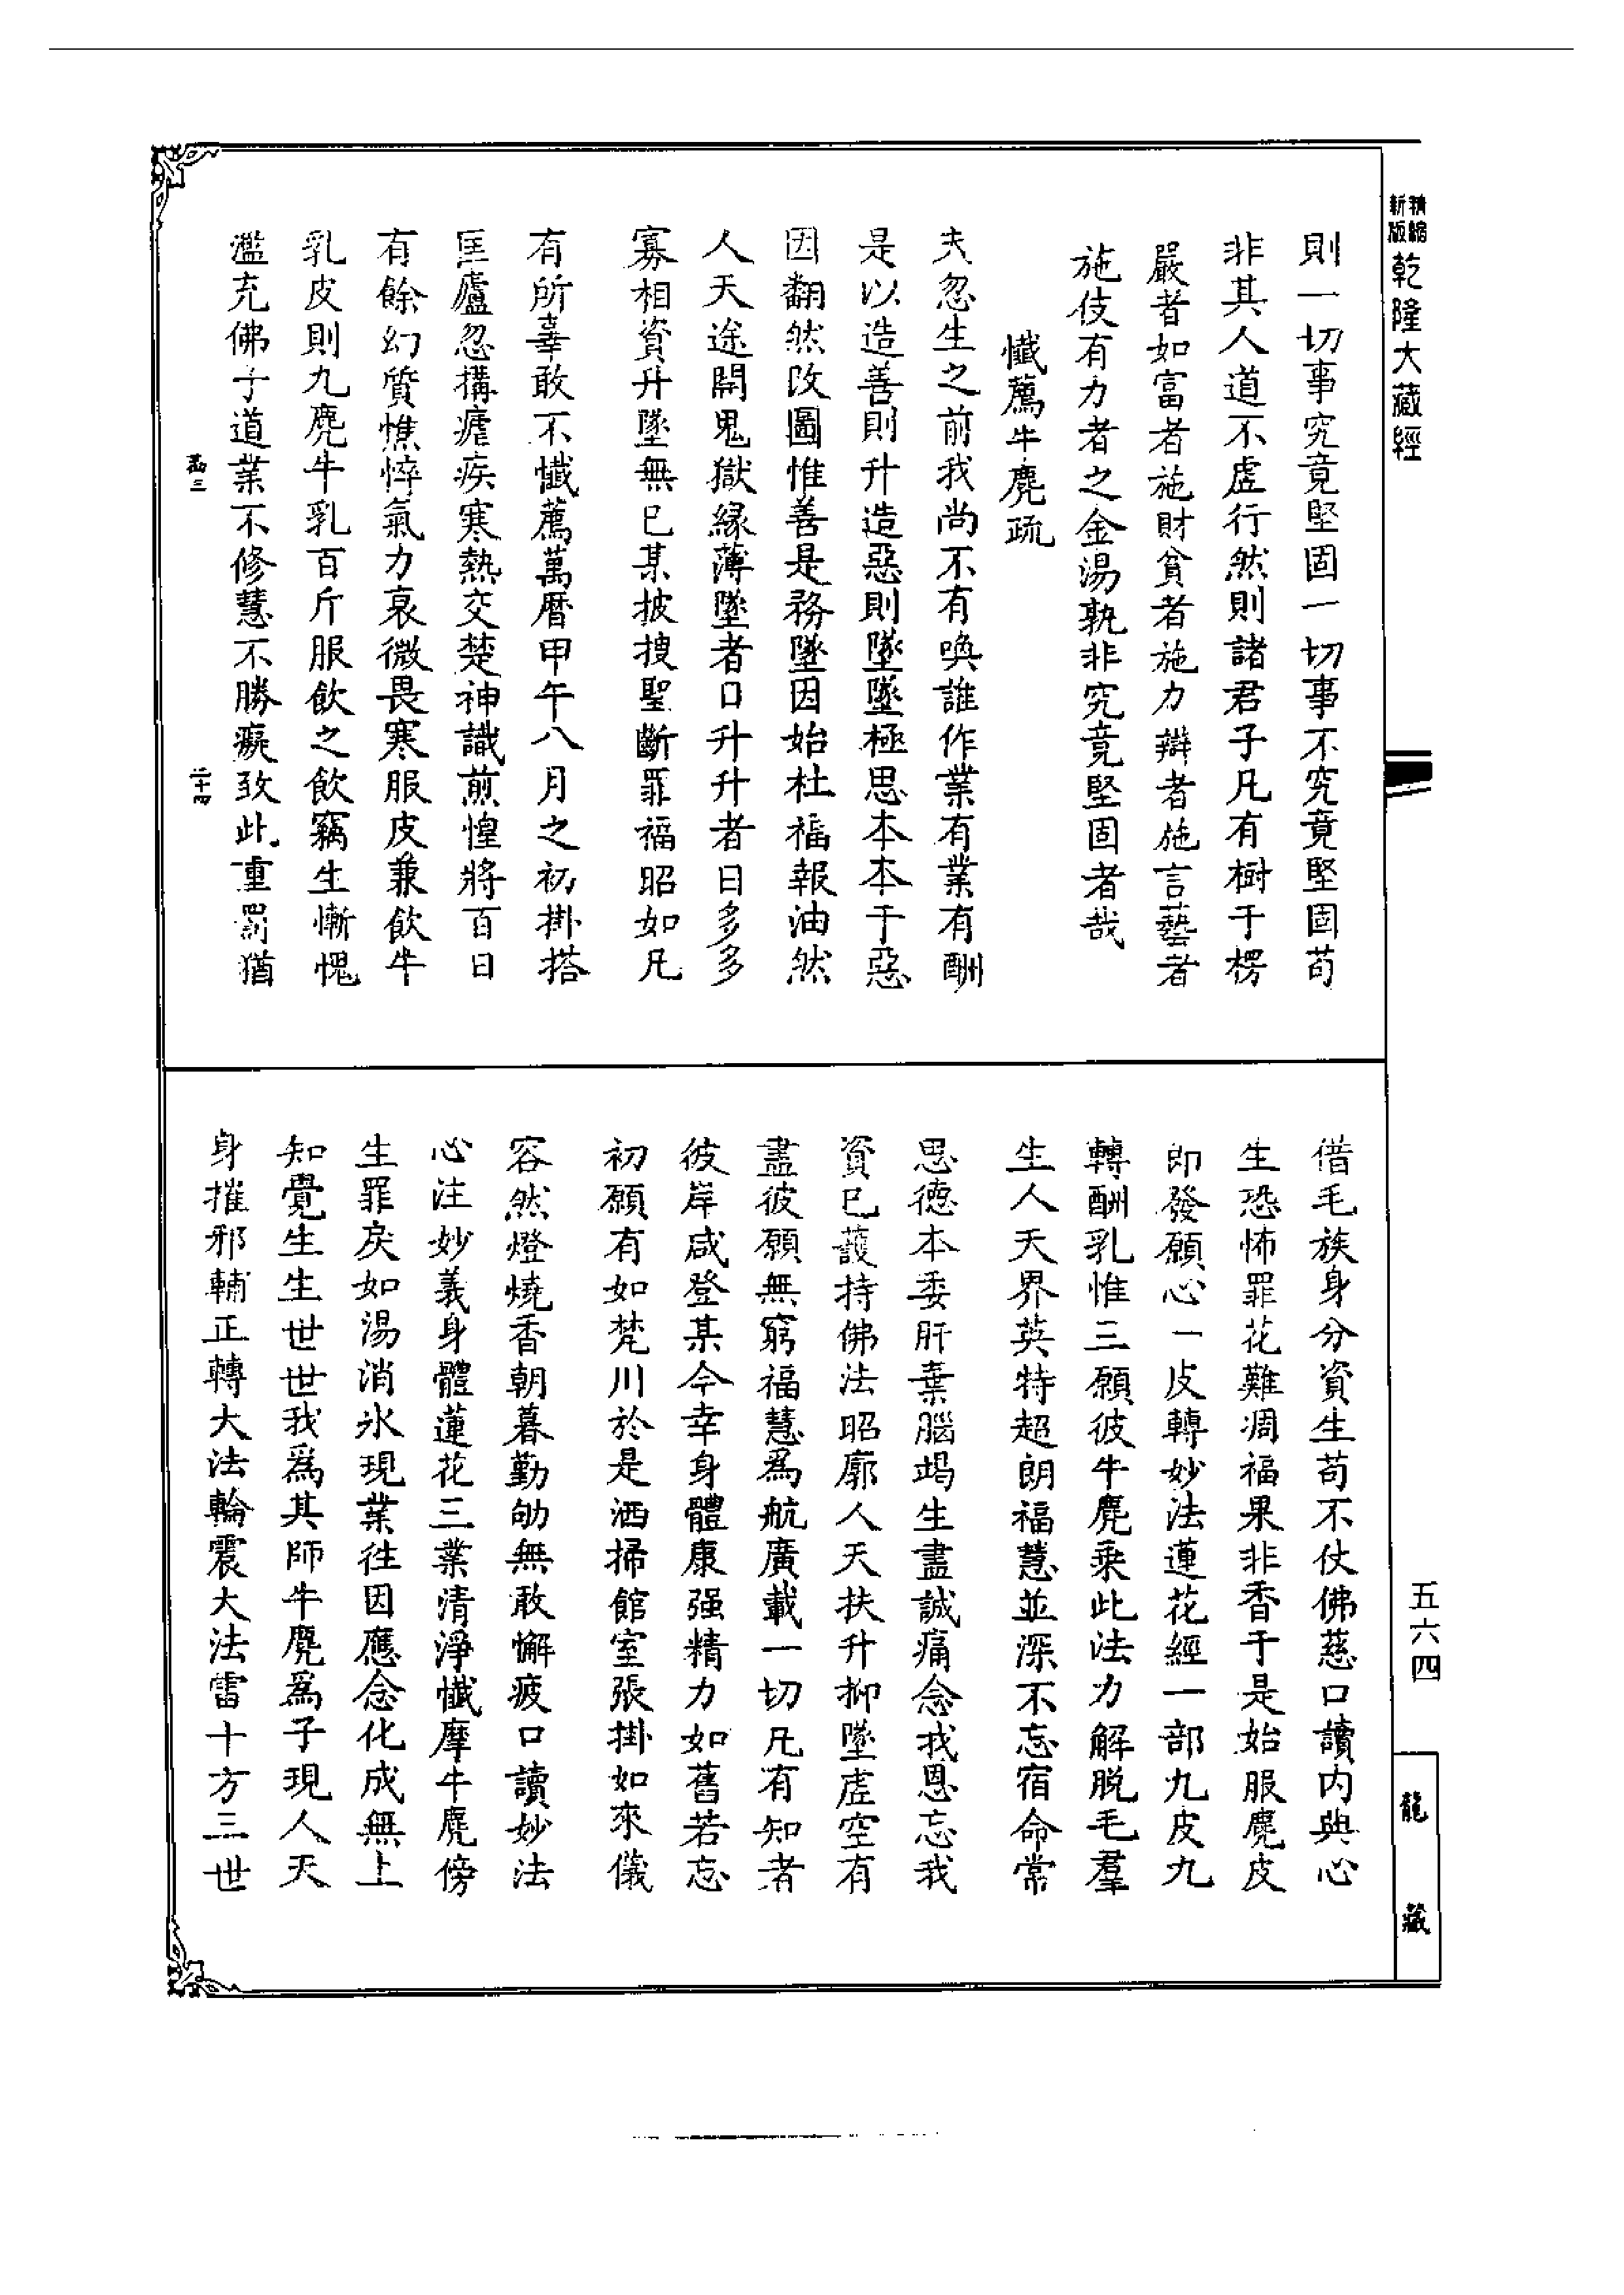 精縮
新版
乾隆大藏經
則一切事究竟堅固一切事不究竟堅固苟
非其人道不虛行然則諸君子凡有樹于楞
嚴者如富者施財貧者施力辯者施言藝者
施伎有力者之金湯孰非究竟堅固者哉
懺薦牛麂疏
夫忽生之前我尚不有喚誰作業有業有酬
是以造善則升造惡則墜墜極思本本于惡
因翻然改圖惟善是務墜因始杜福報油然
人天途開鬼獄緣薄墜者日升升者日多多
寡相資升墜無已某披搜聖斷罪福昭如凡
有所辜敢不懺薦萬曆甲午八月之初掛搭
匡廬忽搆瘧疾寒熱交楚神識煎惶將百日
有餘幻質憔悴氣力衰微畏寒服皮兼飲牛
乳皮則九麂牛乳百斤服飲之飲竊生慚愧
濫充佛子道業不修慧不勝癡致此重罰猶
二十四
借毛族身分資生苟不仗佛慈口讀内典心
生恐怖罪花難凋福果非香于是始服麂皮
即發願心一皮轉妙法蓮花經一部九皮九
轉酬乳惟三願彼牛麂乘此法力解脱毛羣
生人天界英特超朗福慧並深不忘宿命常
思德本委肝棄腦竭生盡誠痛念我恩忘我
資已護持佛法昭廓人天扶升抑墜虛空有
盡彼願無窮福慧爲航廣載一切凡有知者
彼岸咸登某今幸身體康强精力如舊若忘
初願有如梵川於是洒掃館室張掛如來儀
容然燈燒香朝暮勤劬無敢懈疲口讀妙法
心注妙義身體蓮花三業清淨懺摩牛麂傍
生罪戾如湯消氷現業往因應念化成無上
知覺生生世世我爲其師牛麂爲子現人天
身摧邪輔正轉大法輪震大法雷十方三世
五六四
龍藏